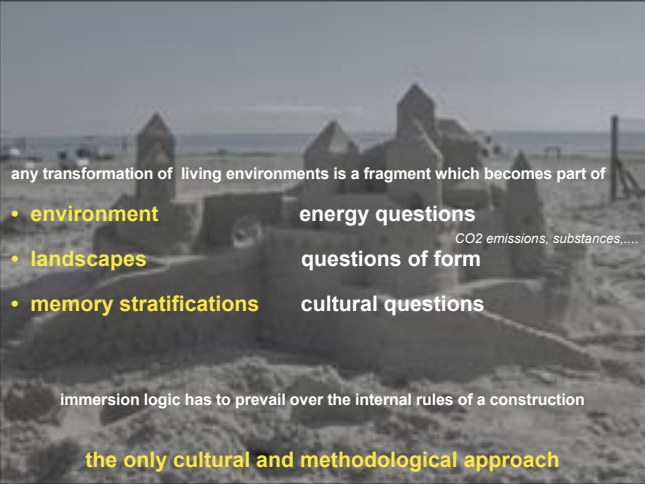 any transformation of living environments is a fragment which becomes part of
• environment energy questions
CO2 emissions, substances,....
• landscapes questions of form
• memory stratifications cultural questions
immersion logic has to prevail over the internal rules of a construction
the only cultural and methodological approach